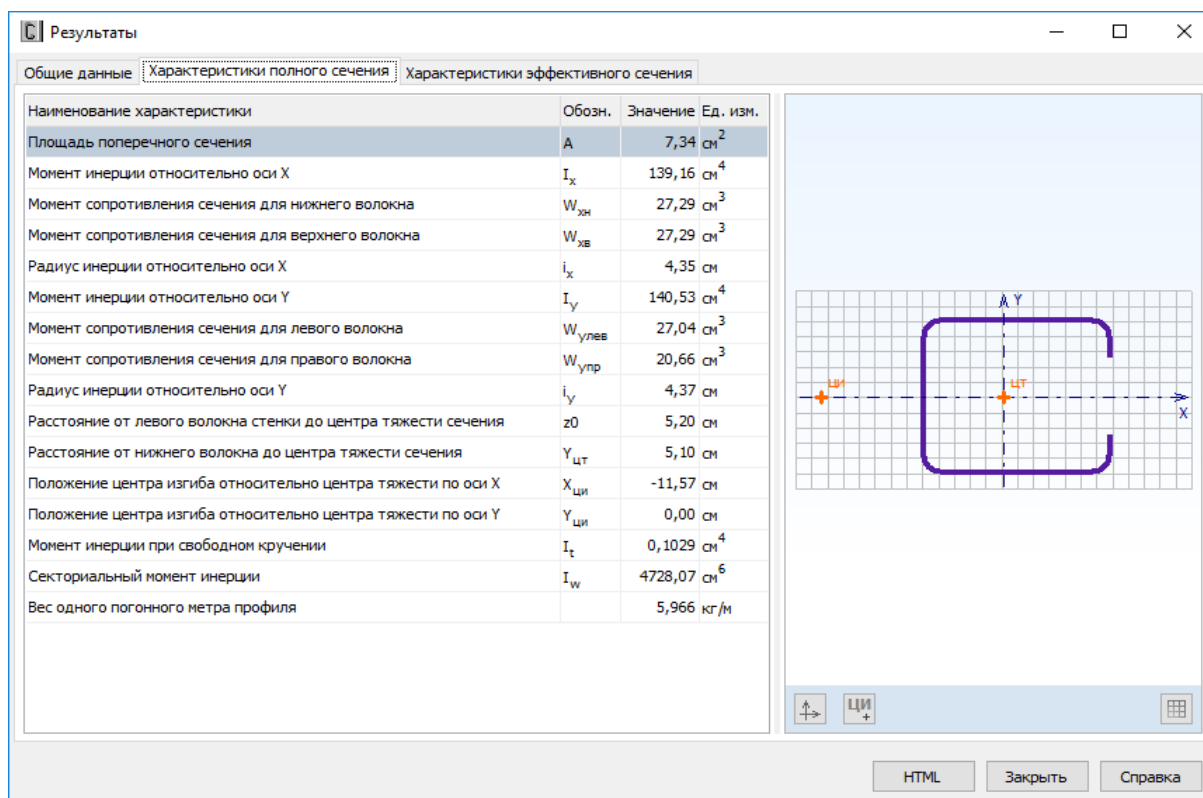 Результаты
Общие данные Характеристики полного сечения Характеристики эффективного сечения
Наименование характеристики Обозн. Значение Ед. изм.
Площадь поперечного сечения A 7,34 см2
Момент инерции относительно оси X Ix 139,16 см4
Момент сопротивления сечения для нижнего волокна Wхн 27,29 см3
Момент сопротивления сечения для верхнего волокна Wхв 27,29 см3
Радиус инерции относительно оси X ix 4,35 см
Момент инерции относительно оси Y Iy 140,53 см4
Момент сопротивления сечения для левого волокна Wулев 27,04 см3
Момент сопротивления сечения для правого волокна Wупр 20,66 см3
Радиус инерции относительно оси Y iy 4,37 см
Расстояние от левого волокна стенки до центра тяжести сечения z0 5,20 см
Расстояние от нижнего волокна до центра тяжести сечения Yцт 5,10 см
Положение центра изгиба относительно центра тяжести по оси X Xци -11,57 см
Положение центра изгиба относительно центра тяжести по оси Y Yци 0,00 см
Момент инерции при свободном кручении It 0,1029 см4
Секториальный момент инерции Iw 4728,07 см6
Вес одного погонного метра профиля 5,966 кг/м
Y
ци
цт
X
ЦИ
HTML Закрыть Справка